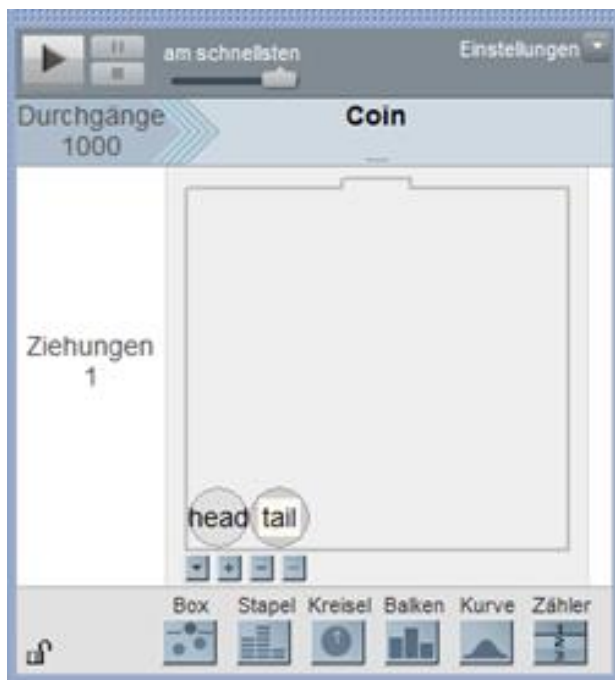 am schnellsten
Einstellungen
Durchgänge
1000
Coin
Ziehungen
1
head tail
Box Stapel Kreisel Balken Kurve Zähler